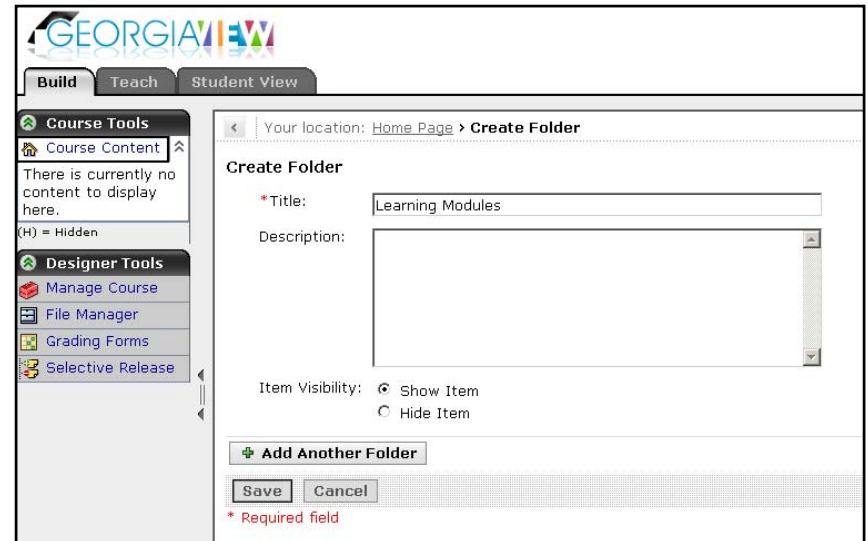 GEORGIAVIEW
Build Teach Student View
Course Tools
Course Content
There is currently no
content to display
here.
(H) = Hidden
Designer Tools
Manage Course
File Manager
Grading Forms
Selective Release
Your location: Home Page > Create Folder
Create Folder
*Title: Learning Modules
Description:
Item Visibility: Show Item
Hide Item
Add Another Folder
Save Cancel
* Required field